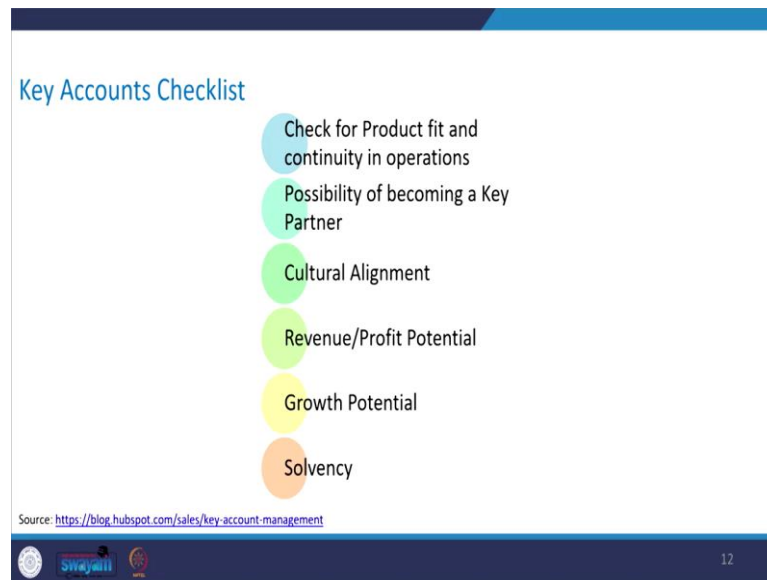 Key Accounts Checklist
Check for Product fit and
continuity in operations
Possibility of becoming a Key
Partner
Cultural Alignment
Revenue/Profit Potential
Growth Potential
Solvency
Source: https://blog.hubspot.com/sales/key-account-management
swayam
12